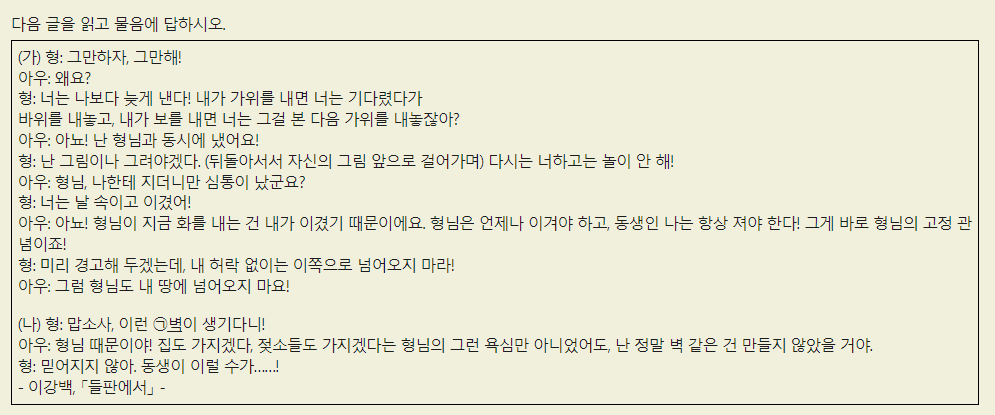 다음 글을 읽고 물음에 답하시오.
(가) 형: 그만하자, 그만해!
아우: 왜요?
형: 너는 나보다 늦게 낸다! 내가 가위를 내면 너는 기다렸다가
바위를 내놓고, 내가 보를 내면 너는 그걸 본 다음 가위를 내놓잖아?
아우: 아뇨! 난 형님과 동시에 냈어요!
형: 난 그림이나 그려야겠다. (뒤돌아서서 자신의 그림 앞으로 걸어가며) 다시는 너하고는 놀이 안 해!
아우: 형님, 나한테 지더니만 심통이 났군요?
형: 너는 날 속이고 이겼어!
아우: 아뇨! 형님이 지금 화를 내는 건 내가 이겼기 때문이에요. 형님은 언제나 이겨야 하고, 동생인 나는 항상 져야 한다! 그게 바로 형님의 고정 관
념이죠!
형: 미리 경고해 두겠는데, 내 허락 없이는 이쪽으로 넘어오지 마라!
아우: 그럼 형님도 내 땅에 넘어오지 마요!
(나) 형: 맙소사, 이런 ㉠벽이 생기다니!
아우: 형님 때문이야! 집도 가지겠다, 젖소들도 가지겠다는 형님의 그런 욕심만 아니었어도, 난 정말 벽 같은 건 만들지 않았을 거야.
형: 믿어지지 않아. 동생이 이럴 수가……!
- 이강백, 「들판에서」 -